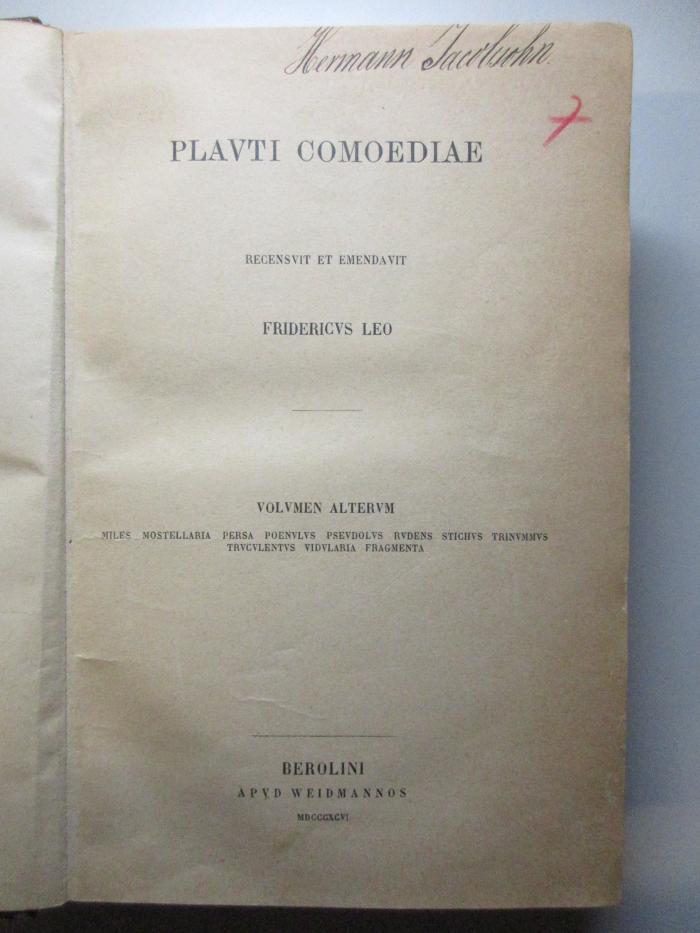 Hermann Jacobsohn.
PLAVTI COMOEDIAE
RECENSVIT ET EMENDAVIT
FRIDERICVS LEO
VOLVMEN ALTERVM
MILES MOSTELLARIA PERSA POENVLVS PSEVDOLVS RVDENS STICHVS TRINVMMVS
TRVCVLENTVS VIDVLARIA FRAGMENTA
BEROLINI
APVD WEIDMANNOS
MDCCCXCVI